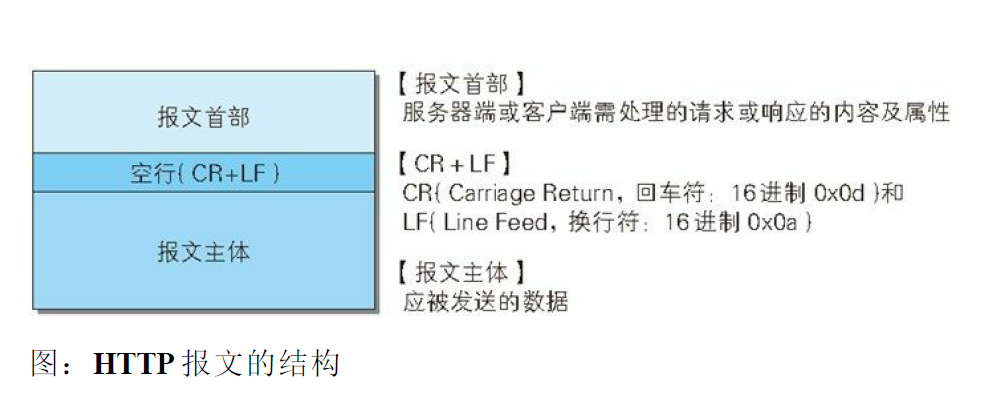 报文首部
空行(CR+LF)
报文主体
【报文首部】
服务器端或客户端需处理的请求或响应的内容及属性
【CR+LF】
CR(Carriage Return,回车符:16进制 0x0d)和
LF(Line Feed,换行符:16进制 0x0a)
【报文主体】
应被发送的数据
图:HTTP 报文的结构